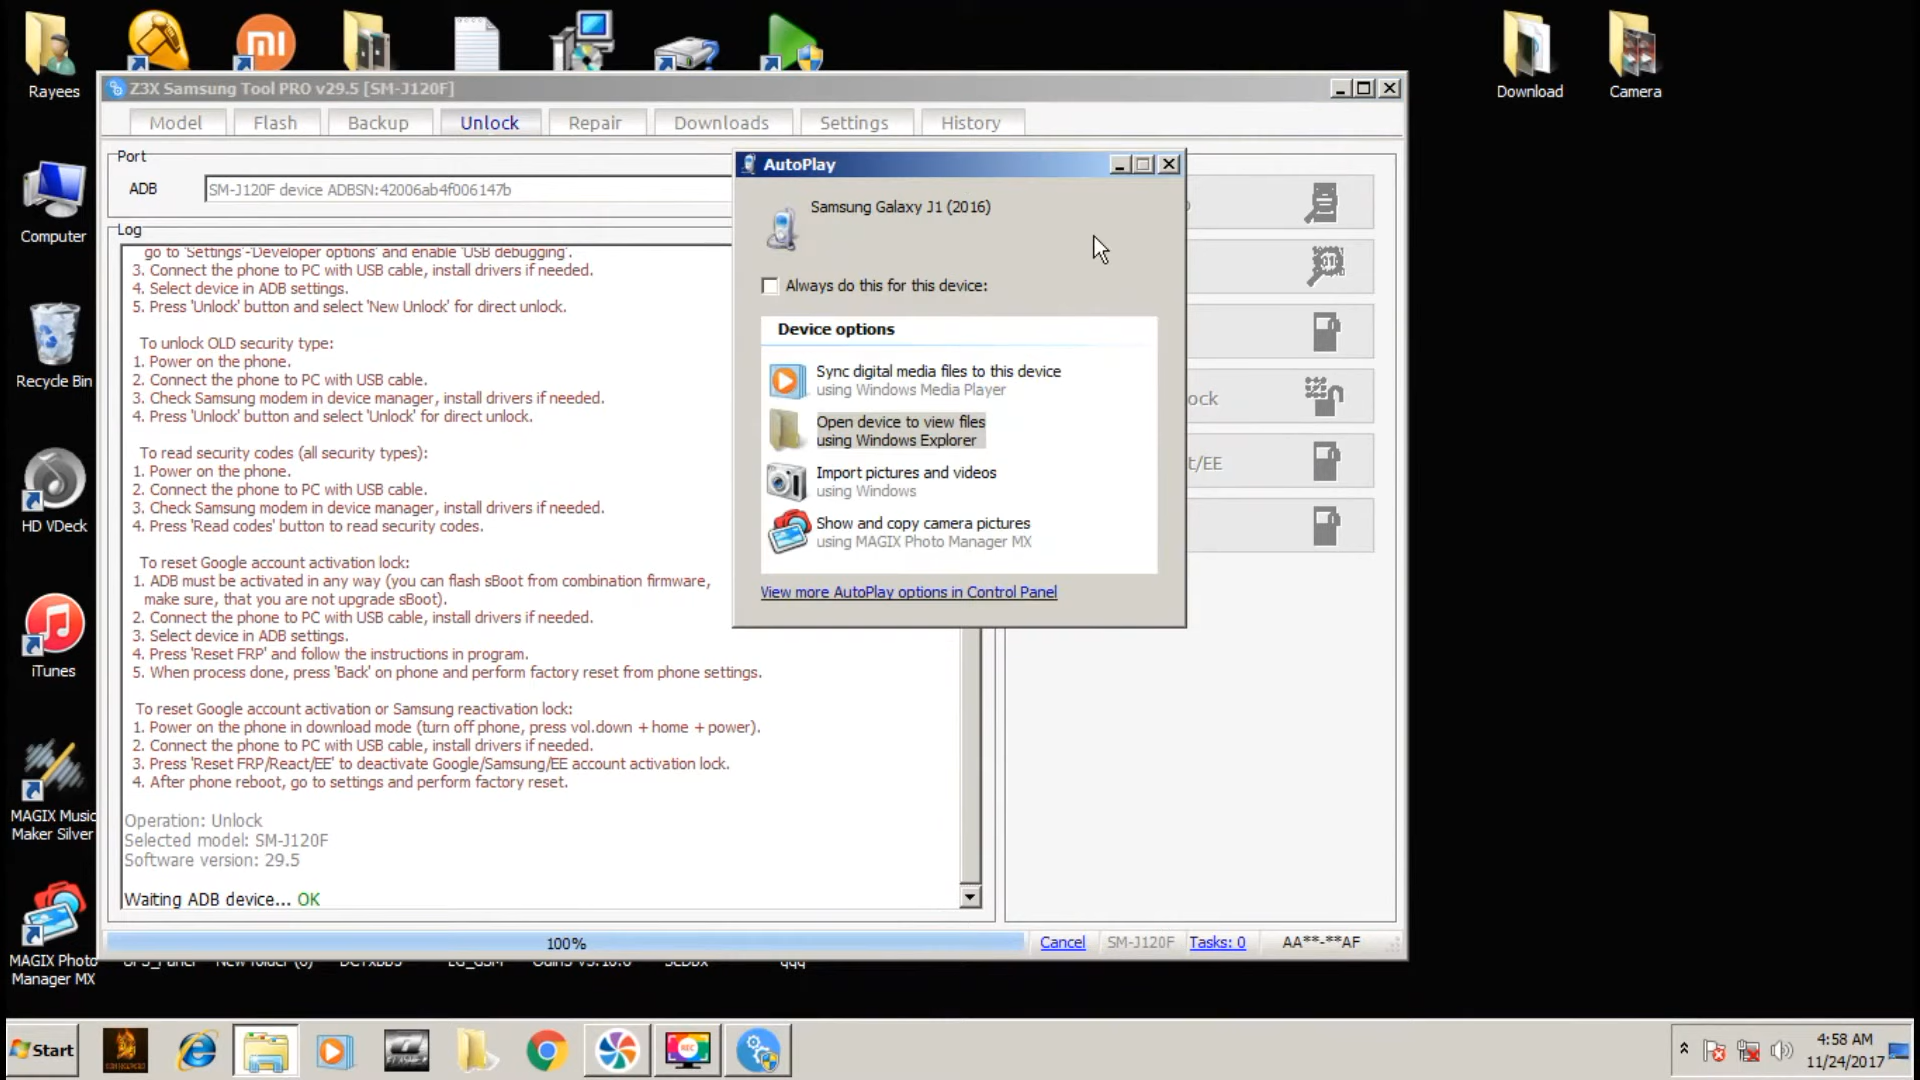 Rayees
Download
Camera
Z3X Samsung Tool PRO v29.5 [SM-J120F]
Model
Flash
Backup
Unlock
Repair
Downloads
Settings
History
Port
ADB
SM-J120F device ADBSN:42006ab4f006147b
Log
go to 'Settings'-'Developer options' and enable 'USB debugging'.
3. Connect the phone to PC with USB cable, install drivers if needed.
4. Select device in ADB settings.
5. Press 'Unlock' button and select 'New Unlock' for direct unlock.
To unlock OLD security type:
1. Power on the phone.
2. Connect the phone to PC with USB cable.
3. Check Samsung modem in device manager, install drivers if needed.
4. Press 'Unlock' button and select 'Unlock' for direct unlock.
To read security codes (all security types):
1. Power on the phone.
2. Connect the phone to PC with USB cable.
3. Check Samsung modem in device manager, install drivers if needed.
4. Press 'Read codes' button to read security codes.
To reset Google account activation lock:
1. ADB must be activated in any way (you can flash sBoot from combination firmware,
make sure, that you are not upgrade sBoot).
2. Connect the phone to PC with USB cable, install drivers if needed.
3. Select device in ADB settings.
4. Press 'Reset FRP' and follow the instructions in program.
5. When process done, press 'Back' on phone and perform factory reset from phone settings.
To reset Google account activation or Samsung reactivation lock:
1. Power on the phone in download mode (turn off phone, press vol.down + home + power).
2. Connect the phone to PC with USB cable, install drivers if needed.
3. Press 'Reset FRP/React/EE' to deactivate Google/Samsung/EE account activation lock.
4. After phone reboot, go to settings and perform factory reset.
Operation: Unlock
Selected model: SM-J120F
Software version: 29.5
Waiting ADB device... OK
100%
Cancel
SM-J120F
Tasks: 0
AA**-**AF
AutoPlay
Samsung Galaxy J1 (2016)
Always do this for this device:
Device options
Sync digital media files to this device
using Windows Media Player
Open device to view files
using Windows Explorer
Import pictures and videos
using Windows
Show and copy camera pictures
using MAGIX Photo Manager MX
View more AutoPlay options in Control Panel
ock
t/EE
Computer
Recycle Bin
HD VDeck
iTunes
MAGIX Music
Maker Silver
MAGIX Photo
Manager MX
New folder (6)
qqq
Start
REC
4:58 AM
11/24/2017